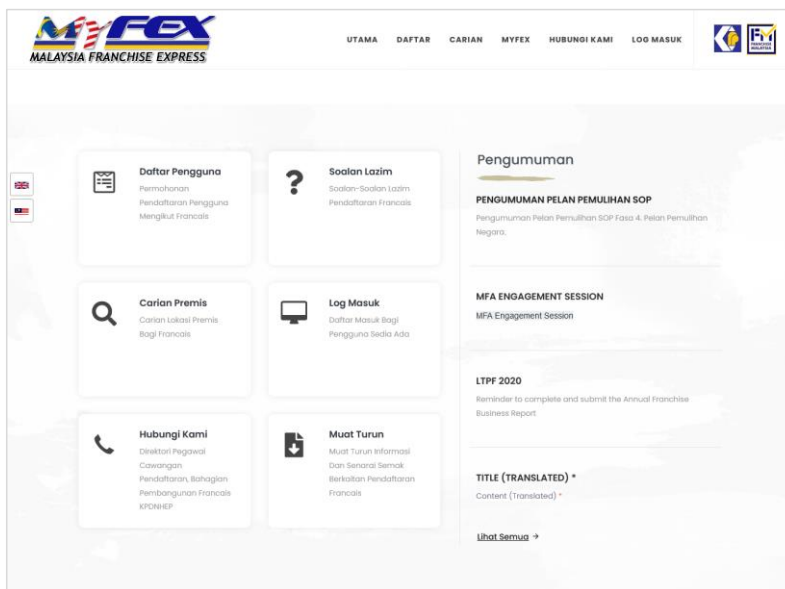 MyFEX
MALAYSIA FRANCHISE EXPRESS
UTAMA DAFTAR CARIAN MYFEX HUBUNGI KAMI LOG MASUK
FM
FRANCHISE
MALAYSIA
Daftar Pengguna
Permohonan
Pendaftaran Pengguna
Mengikut Francais
Soalan Lazim
Soalan-Soalan Lazim
Pendaftaran Francais
Carian Premis
Carian Lokasi Premis
Bagi Francais
Log Masuk
Daftar Masuk Bagi
Pengguna Sedia Ada
Hubungi Kami
Direktori Pegawai
Cawangan
Pendaftaran, Bahagian
Pembangunan Francais
KPDNHEP
Muat Turun
Muat Turun Informasi
Dan Senarai Semak
Berkaitan Pendaftaran
Francais
Pengumuman
PENGUMUMAN PELAN PEMULIHAN SOP
Pengumuman Pelan Pemulihan SOP Fasa 4. Pelan Pemulihan
Negara.
MFA ENGAGEMENT SESSION
MFA Engagement Session
LTPF 2020
Reminder to complete and submit the Annual Franchise
Business Report
TITLE (TRANSLATED) *
Content (Translated) *
Lihat Semua →